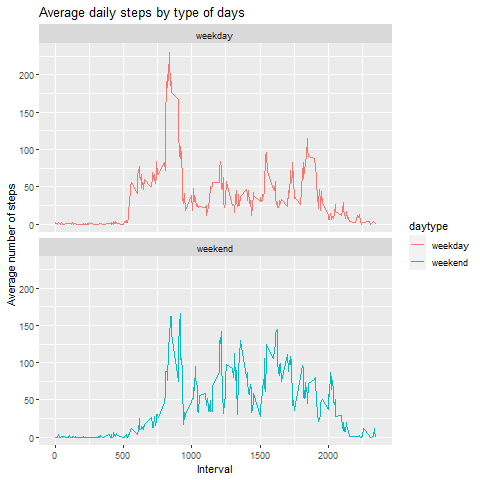 Average daily steps by type of days
weekday
200
150
100
50
0
weekend
200
150
100
50
0
0
500
1000
1500
2000
Interval
Average number of steps
daytype
weekday
weekend